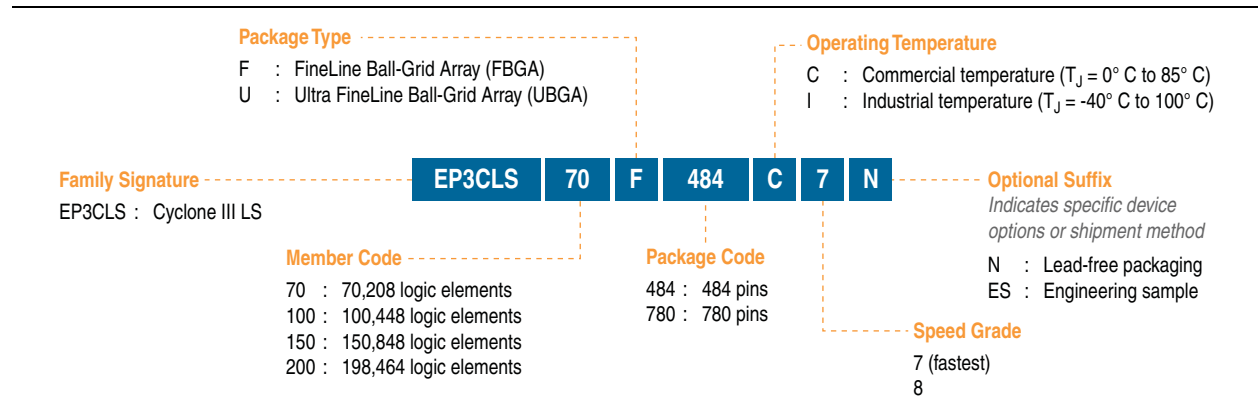 Package Type
F : FineLine Ball-Grid Array (FBGA)
U : Ultra FineLine Ball-Grid Array (UBGA)
Operating Temperature
C : Commercial temperature (TJ = 0° C to 85° C)
I : Industrial temperature (TJ = -40° C to 100° C)
EP3CLS 70 F 484 C 7 N
Family Signature
EP3CLS : Cyclone III LS
Member Code
70 : 70,208 logic elements
100 : 100,448 logic elements
150 : 150,848 logic elements
200 : 198,464 logic elements
Package Code
484 : 484 pins
780 : 780 pins
Optional Suffix
Indicates specific device
options or shipment method
N : Lead-free packaging
ES : Engineering sample
Speed Grade
7 (fastest)
8